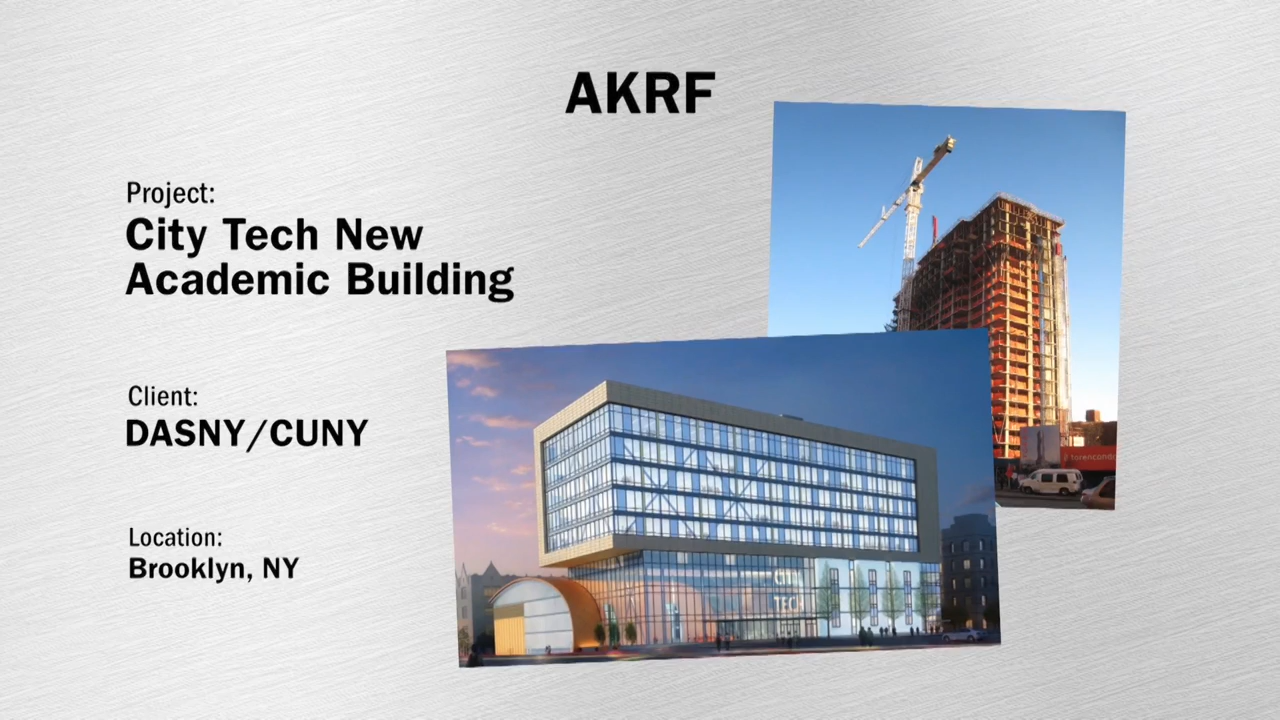 AKRF
Project:
City Tech New
Academic Building
Client:
DASNY/CUNY
Location:
Brooklyn, NY
CITY
TECH